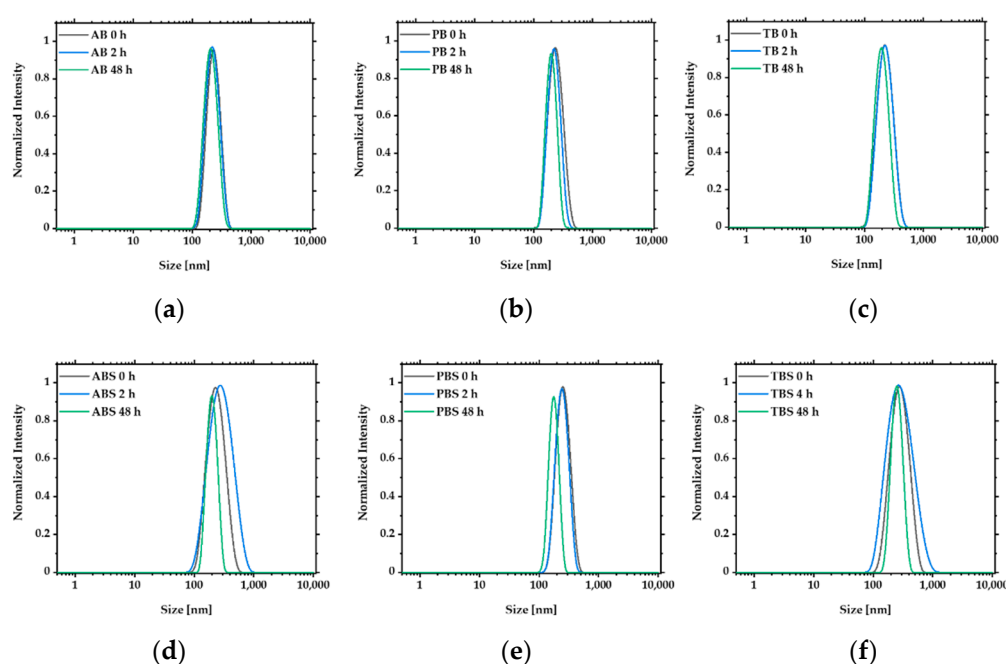 AB 0 h
AB 2 h
AB 48 h
Normalized Intensity
1
0.8
0.6
0.4
0.2
0
1 10 100 1,000 10,000
Size [nm]
(a)
PB 0 h
PB 2 h
PB 48 h
Normalized Intensity
1
0.8
0.6
0.4
0.2
0
1 10 100 1,000 10,000
Size [nm]
(b)
TB 0 h
TB 2 h
TB 48 h
Normalized Intensity
1
0.8
0.6
0.4
0.2
0
1 10 100 1,000 10,000
Size [nm]
(c)
ABS 0 h
ABS 2 h
ABS 48 h
Normalized Intensity
1
0.8
0.6
0.4
0.2
0
1 10 100 1,000 10,000
Size [nm]
(d)
PBS 0 h
PBS 2 h
PBS 48 h
Normalized Intensity
1
0.8
0.6
0.4
0.2
0
1 10 100 1,000 10,000
Size [nm]
(e)
TBS 0 h
TBS 4 h
TBS 48 h
Normalized Intensity
1
0.8
0.6
0.4
0.2
0
1 10 100 1,000 10,000
Size [nm]
(f)